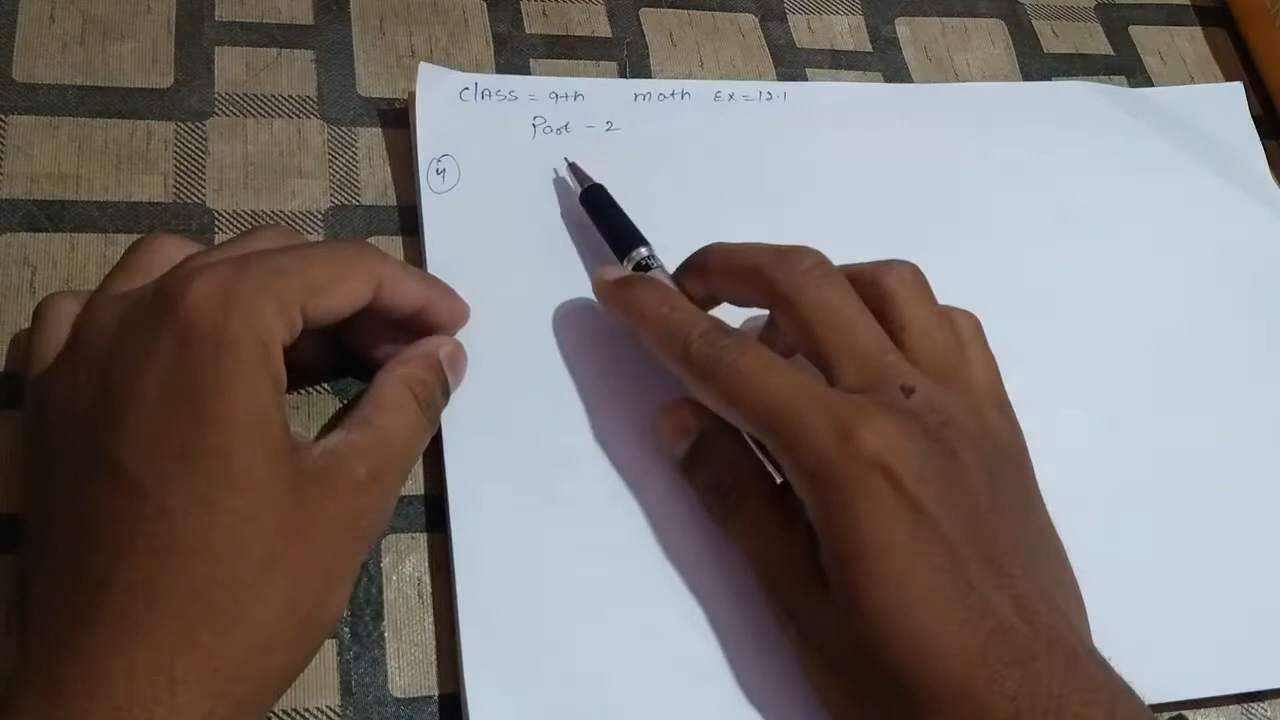 CLASS = 9th math Ex = 12.1
Part - 2
4